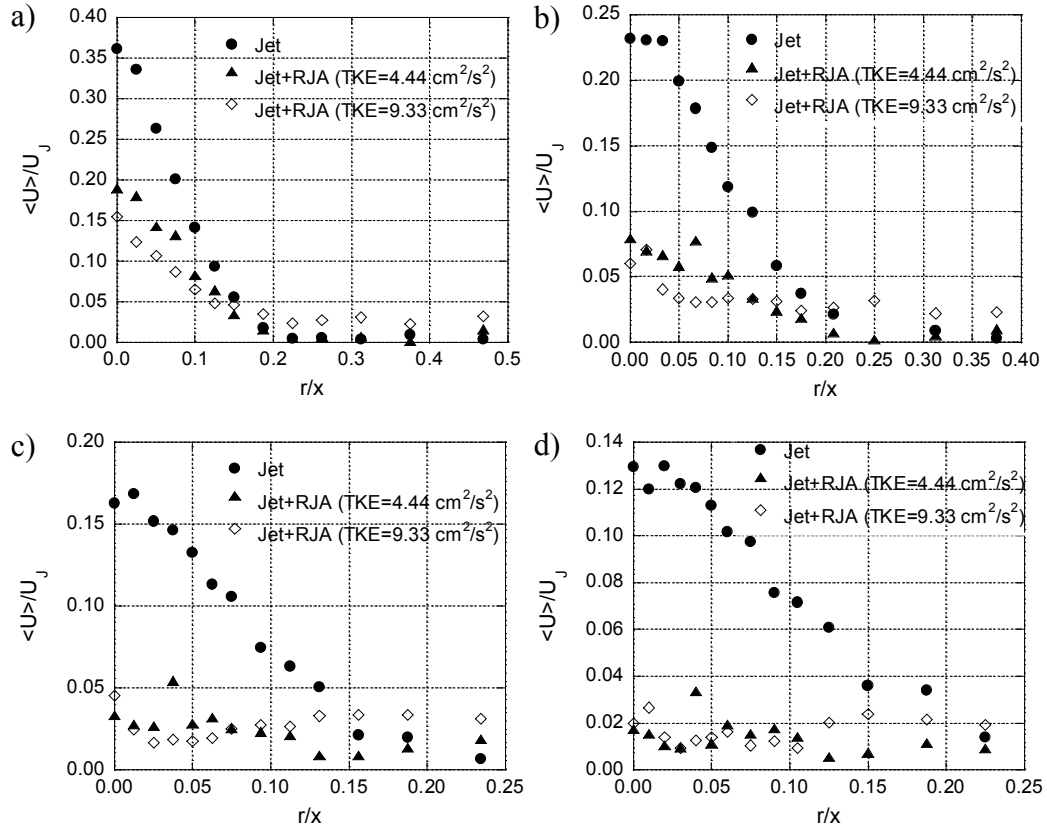 a)
0.40
0.35
0.30
0.25
0.20
0.15
0.10
0.05
0.00
<U>/U_J
Jet
Jet+RJA (TKE=4.44 cm²/s²)
Jet+RJA (TKE=9.33 cm²/s²)
0.0 0.1 0.2 0.3 0.4 0.5
r/x
b)
0.25
0.20
0.15
0.10
0.05
0.00
<U>/U_J
Jet
Jet+RJA (TKE=4.44 cm²/s²)
Jet+RJA (TKE=9.33 cm²/s²)
0.00 0.05 0.10 0.15 0.20 0.25 0.30 0.35 0.40
r/x
c)
0.20
0.15
0.10
0.05
0.00
<U>/U_J
Jet
Jet+RJA (TKE=4.44 cm²/s²)
Jet+RJA (TKE=9.33 cm²/s²)
0.00 0.05 0.10 0.15 0.20 0.25
r/x
d)
0.14
0.12
0.10
0.08
0.06
0.04
0.02
0.00
<U>/U_J
Jet
Jet+RJA (TKE=4.44 cm²/s²)
Jet+RJA (TKE=9.33 cm²/s²)
0.00 0.05 0.10 0.15 0.20 0.25
r/x